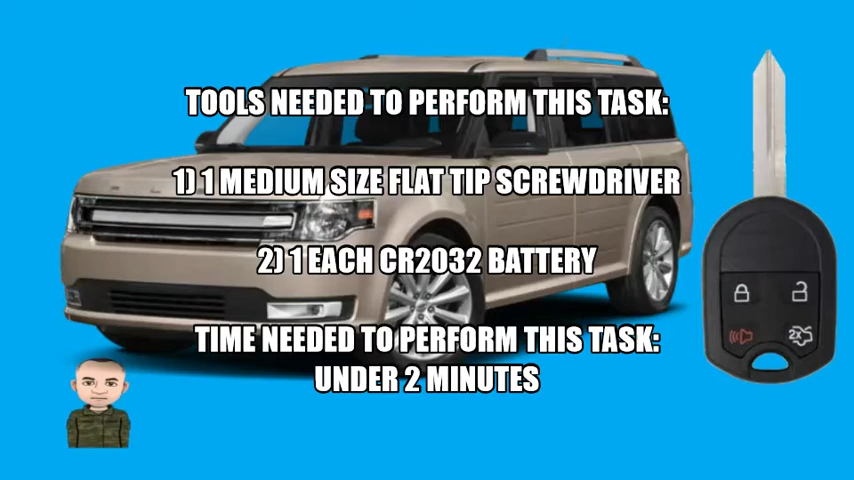 TOOLS NEEDED TO PERFORM THIS TASK:
1) 1 MEDIUM SIZE FLAT TIP SCREWDRIVER
2) 1 EACH CR2032 BATTERY
TIME NEEDED TO PERFORM THIS TASK:
UNDER 2 MINUTES
2X